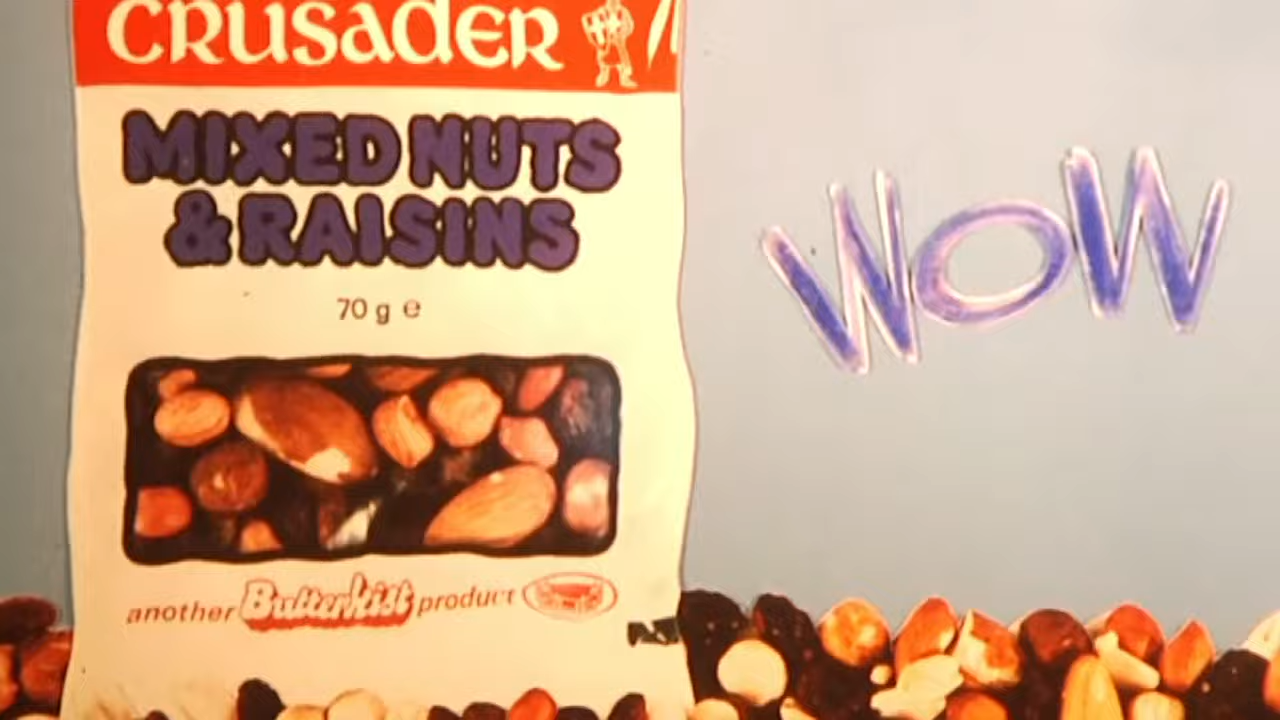 CRUSADER
MIXED NUTS
& RAISINS
70 g e
another Butterkist product
WOW